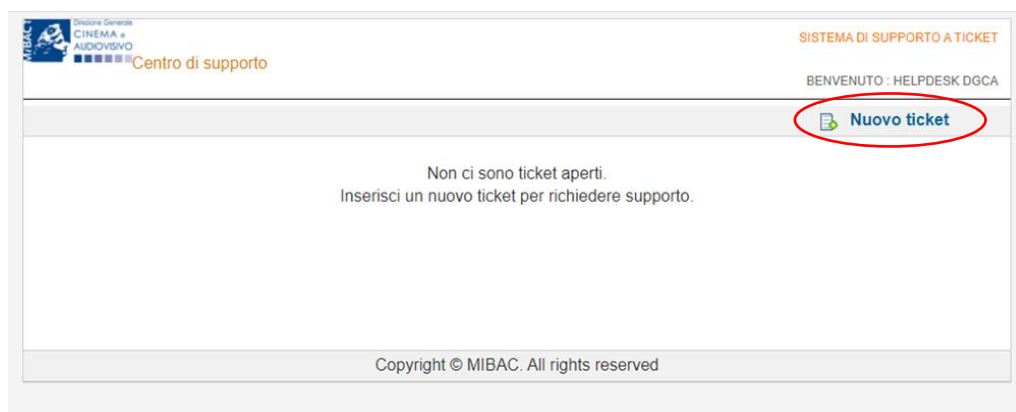 MIBACT
Direzione Generale
CINEMA e
AUDIOVISIVO
Centro di supporto
SISTEMA DI SUPPORTO A TICKET
BENVENUTO : HELPDESK DGCA
Nuovo ticket
Non ci sono ticket aperti.
Inserisci un nuovo ticket per richiedere supporto.
Copyright © MIBAC. All rights reserved